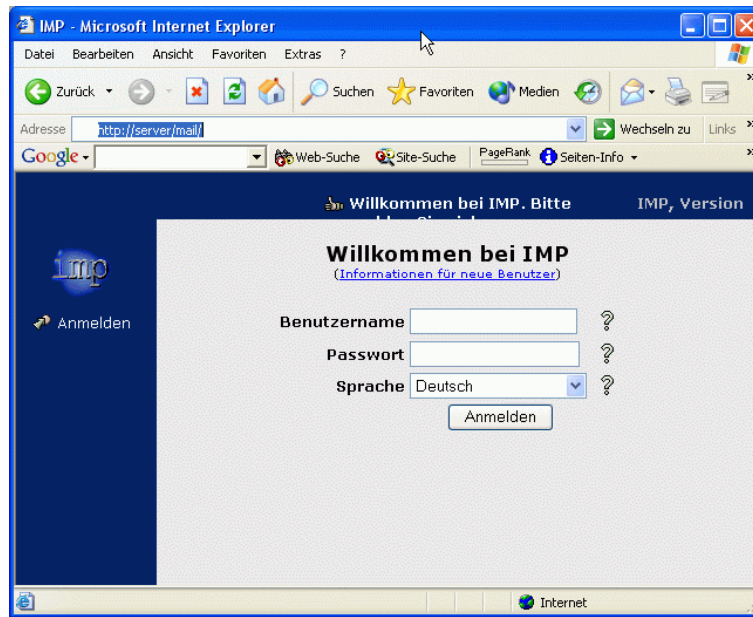 IMP - Microsoft Internet Explorer
Datei Bearbeiten Ansicht Favoriten Extras ?
Zurück Suchen Favoriten Medien
Adresse http://server/mail/ Wechseln zu Links
Google Web-Suche Site-Suche PageRank Seiten-Info
Willkommen bei IMP. Bitte IMP, Version
imp
Willkommen bei IMP
(Informationen für neue Benutzer)
Anmelden
Benutzername ?
Passwort ?
Sprache Deutsch ?
Anmelden
Internet